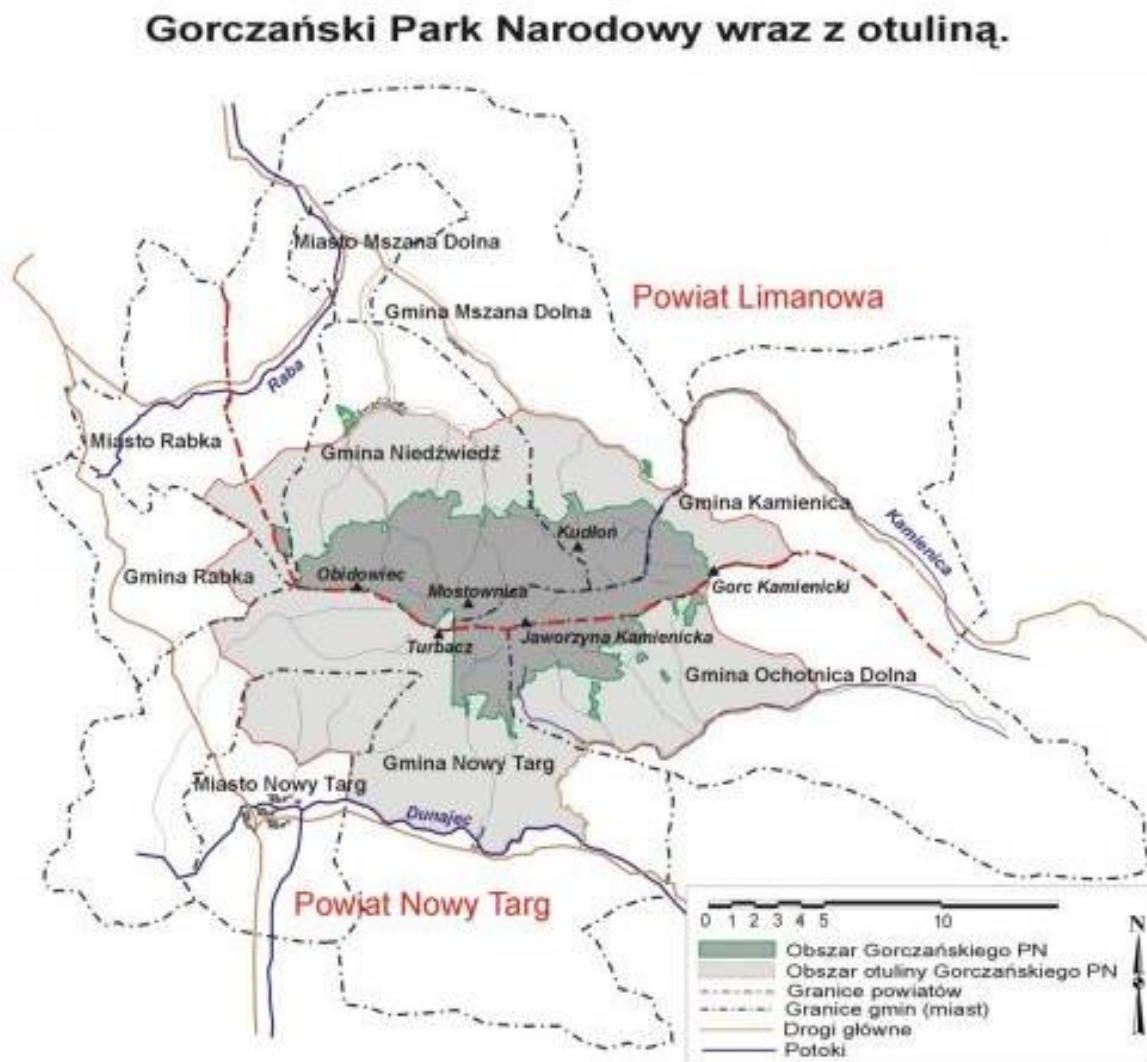 Gorczański Park Narodowy wraz z otuliną.
Miasto Mszana Dolna
Powiat Limanowa
Gmina Mszana Dolna
Raba
Miasto Rabka
Gmina Niedźwiedź
Gmina Kamienica
Kamienica
Kudłoń
Gmina Rabka
Obidowiec
Mostownica
Gorc Kamienicki
Turbacz
Jaworzyna Kamienicka
Gmina Ochotnica Dolna
Gmina Nowy Targ
Miasto Nowy Targ
Dunajec
Powiat Nowy Targ
0 1 2 3 4 5 10
N
S
Obszar Gorczańskiego PN
Obszar otuliny Gorczańskiego PN
Granice powiatów
Granice gmin (miast)
Drogi główne
Potoki